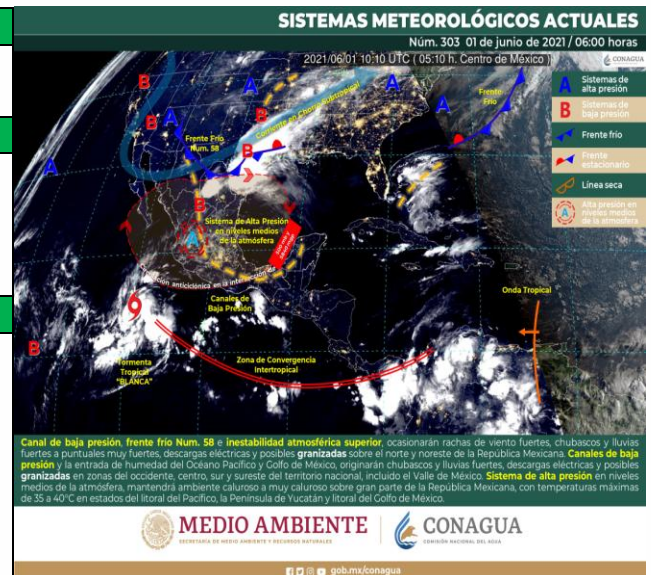 SISTEMAS METEOROLÓGICOS ACTUALES
Núm. 303 01 de junio de 2021 / 06:00 horas
2021/06/01 10:10 UTC ( 05:10 h. Centro de México )
CONAGUA
A
Sistemas de
alta presión
B
Sistemas de
baja presión
Frente frío
Frente
estacionario
Línea seca
A
Alta presión en
niveles medios de
la atmosfera
B
B
B
A
A
A
A
B
B
A
B
Frente Frío
Num. 58
Corriente en Chorro Subtropical
Frente
Frío
Sistema de Alta Presión
en niveles medios
de la atmósfera
Canales de
Baja Presión
Onda Tropical
Tormenta
Tropical
"BLANCA"
Zona de Convergencia
Intertropical
Canal de baja presión, frente frío Num. 58 e inestabilidad atmosférica superior, ocasionarán rachas de viento fuertes, chubascos y lluvias
fuertes a puntuales muy fuertes, descargas eléctricas y posibles granizadas sobre el norte y noreste de la República Mexicana. Canales de baja
presión y la entrada de humedad del Océano Pacífico y Golfo de México, originarán chubascos y lluvias fuertes, descargas eléctricas y posibles
granizadas en zonas del occidente, centro, sur y sureste del territorio nacional, incluido el Valle de México. Sistema de alta presión en niveles
medios de la atmósfera, mantendrá ambiente caluroso a muy caluroso sobre gran parte de la República Mexicana, con temperaturas máximas
de 35 a 40°C en estados del litoral del Pacífico, la Península de Yucatán y litoral del Golfo de México.
MEDIO AMBIENTE
SECRETARÍA DE MEDIO AMBIENTE Y RECURSOS NATURALES
CONAGUA
COMISIÓN NACIONAL DEL AGUA
gob.mx/conagua